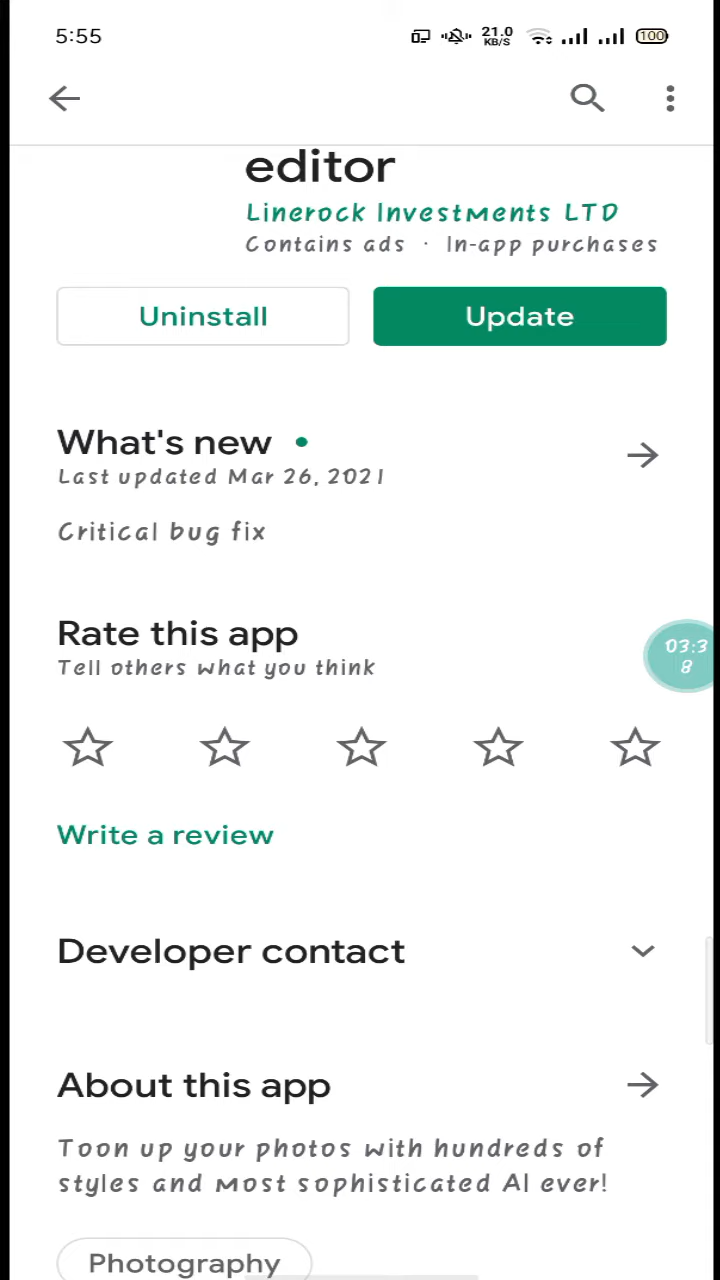 5:55
21.0
KB/S
100
editor
Linerock Investments LTD
Contains ads · In-app purchases
Uninstall
Update
What's new
Last updated Mar 26, 2021
Critical bug fix
Rate this app
Tell others what you think
03:3
8
Write a review
Developer contact
About this app
Toon up your photos with hundreds of
styles and most sophisticated AI ever!
Photography